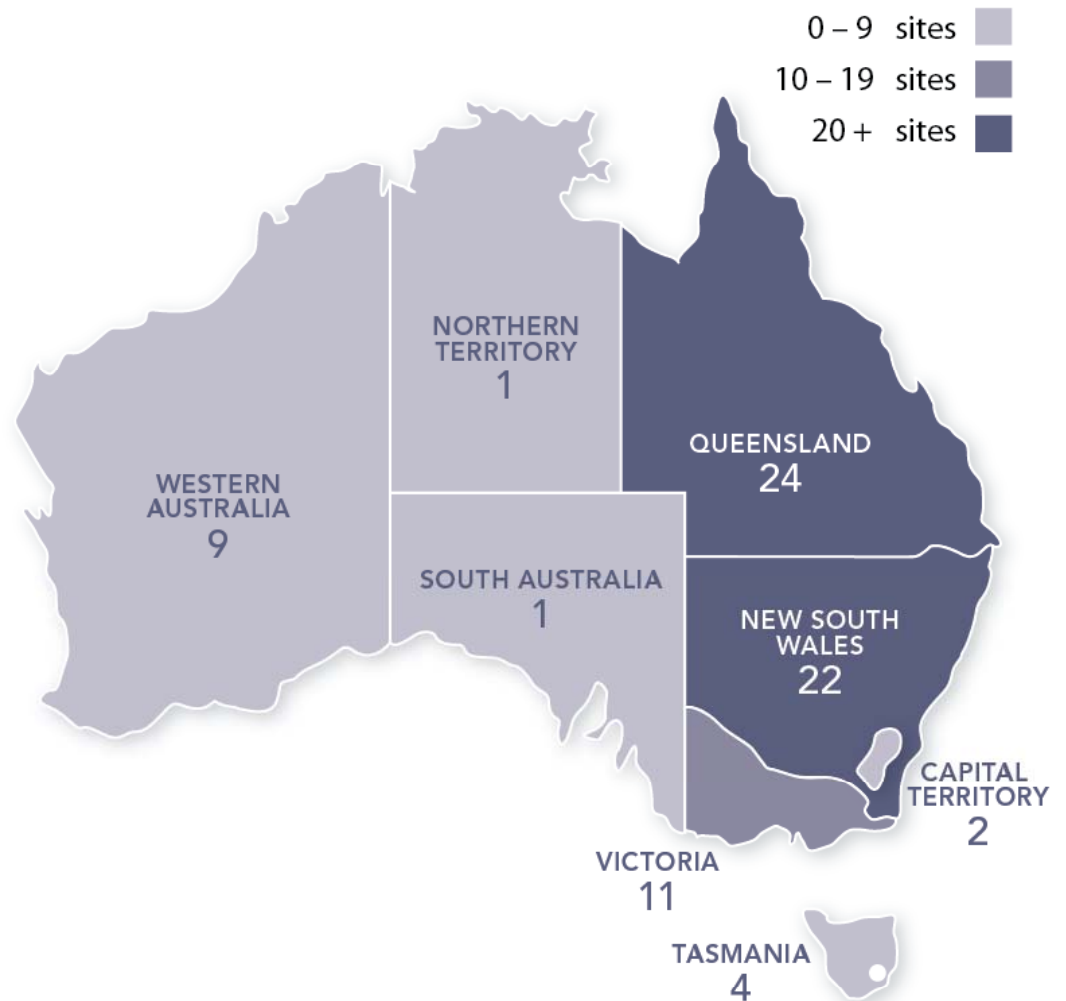 0 – 9 sites
10 – 19 sites
20 + sites
NORTHERN
TERRITORY
1
QUEENSLAND
24
WESTERN
AUSTRALIA
9
SOUTH AUSTRALIA
1
NEW SOUTH
WALES
22
CAPITAL
TERRITORY
2
VICTORIA
11
TASMANIA
4